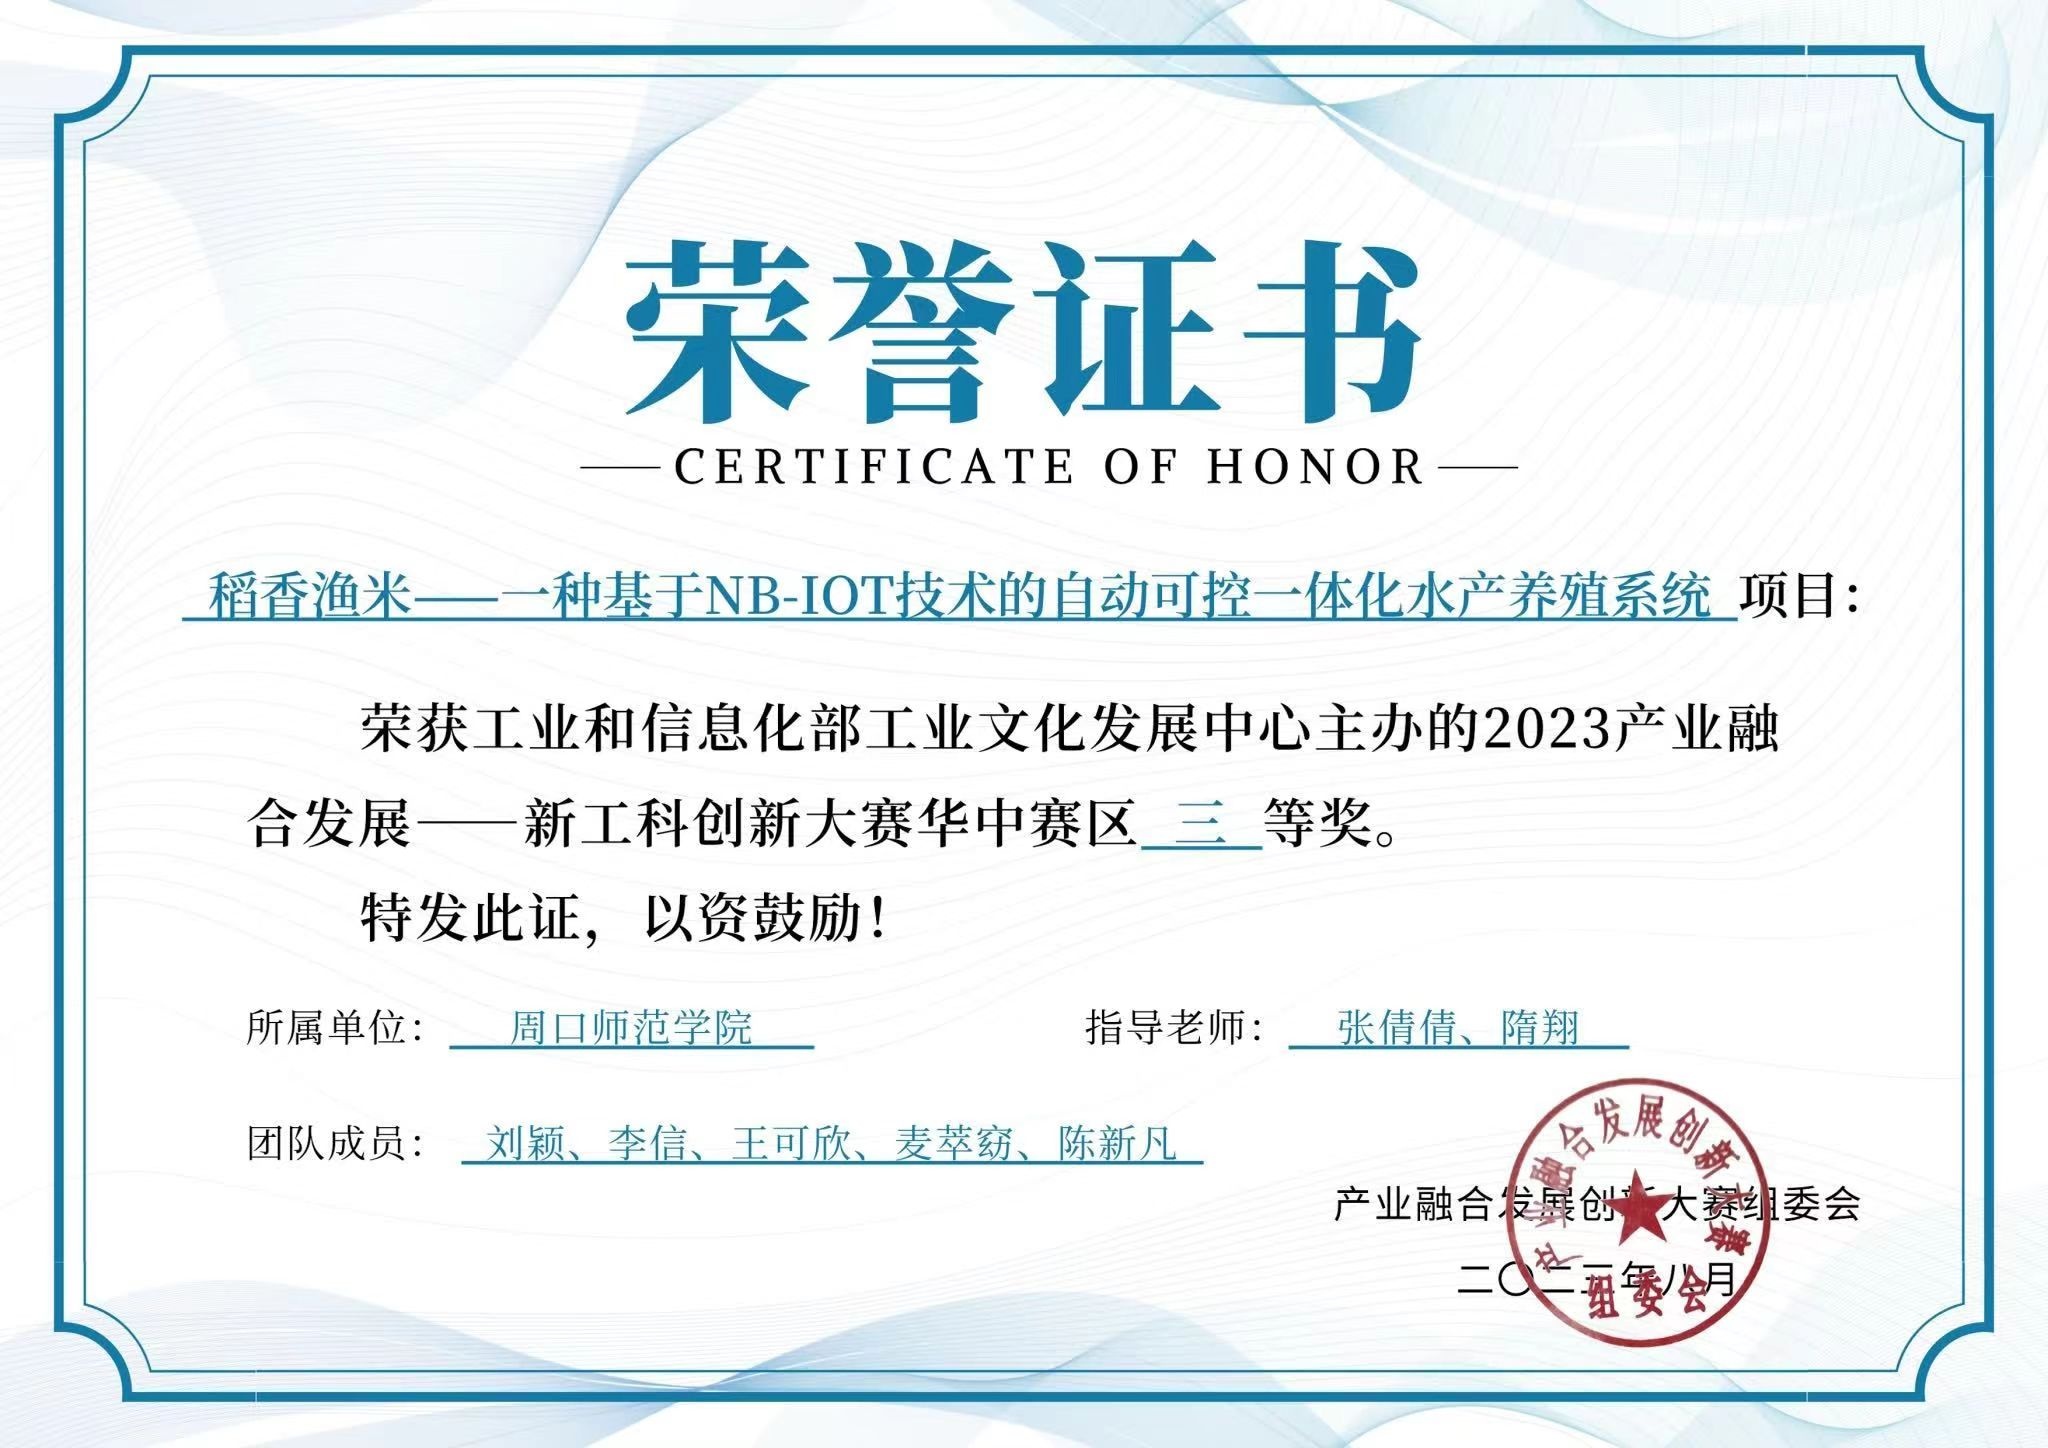 荣誉证书
CERTIFICATE OF HONOR
稻香渔米——一种基于NB-IOT技术的自动可控一体化水产养殖系统 项目：
荣获工业和信息化部工业文化发展中心主办的2023产业融
合发展——新工科创新大赛华中赛区 三 等奖。
特发此证，以资鼓励！
所属单位： 周口师范学院 指导老师： 张倩倩、隋翔
团队成员： 刘颖、李信、王可欣、麦萃窈、陈新凡
产业融合发展创新大赛组委会
二〇二三年八月
产业融合发展创新大赛
组委会